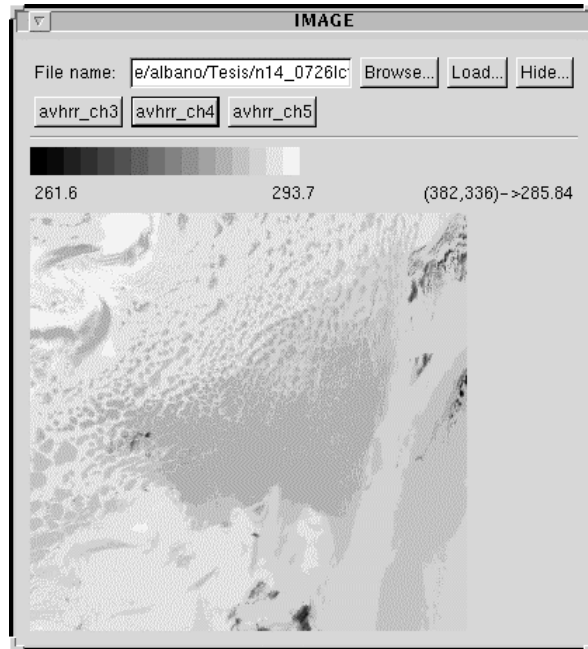 IMAGE
File name: e/albano/Tesis/n14_0726lc Browse... Load... Hide...
avhrr_ch3 avhrr_ch4 avhrr_ch5
261.6 293.7 (382,336)->285.84